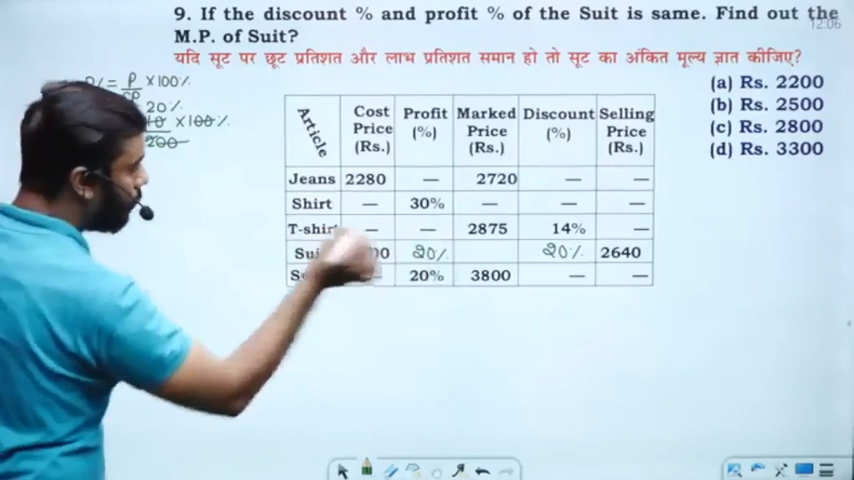 9. If the discount % and profit % of the Suit is same. Find out the
M.P. of Suit?
12:06
यदि सूट पर छूट प्रतिशत और लाभ प्रतिशत समान हो तो सूट का अंकित मूल्य ज्ञात कीजिए?
% = P/CP × 100%
20%
× 100%
200
(a) Rs. 2200
(b) Rs. 2500
(c) Rs. 2800
(d) Rs. 3300
Article Cost Price (Rs.) Profit (%) Marked Price (Rs.) Discount (%) Selling Price (Rs.)
Jeans 2280 — 2720 — —
Shirt — 30% — — —
T-shirt — — 2875 14% —
20% 20% 2640
20% 3800 — —